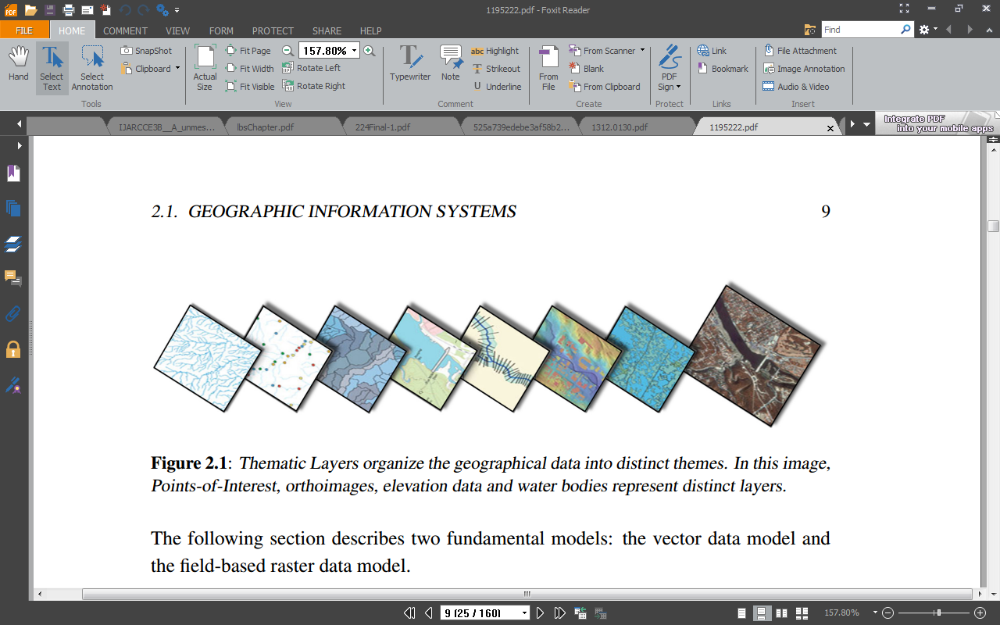 1195222.pdf - Foxit Reader
FILE HOME COMMENT VIEW FORM PROTECT SHARE HELP
Find
Hand
Select Text
Select Annotation
SnapShot
Clipboard
Tools
Actual Size
Fit Page
Fit Width
Fit Visible
157.80%
Rotate Left
Rotate Right
View
Typewriter
Note
abc Highlight
Strikeout
Underline
Comment
From File
From Scanner
Blank
From Clipboard
Create
PDF Sign
Protect
Link
Bookmark
Links
File Attachment
Image Annotation
Audio & Video
Insert
IJARCCE3B__A_unmes... lbsChapter.pdf 224Final-1.pdf 525a739edebe3af58b2... 1312.0130.pdf 1195222.pdf
Integrate PDF
into your mobile apps
2.1. GEOGRAPHIC INFORMATION SYSTEMS 9
Figure 2.1: Thematic Layers organize the geographical data into distinct themes. In this image,
Points-of-Interest, orthoimages, elevation data and water bodies represent distinct layers.
The following section describes two fundamental models: the vector data model and
the field-based raster data model.
9 (25 / 160)
157.80%